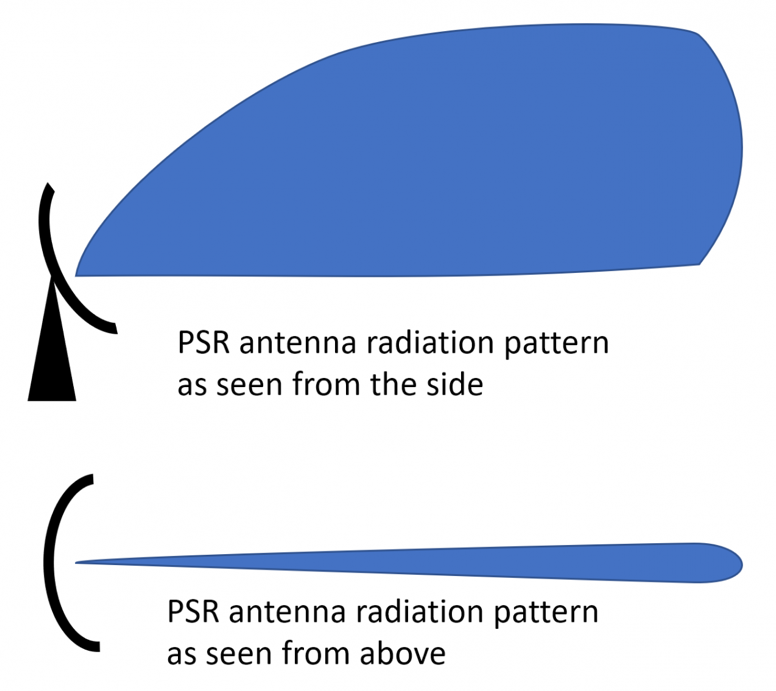 PSR antenna radiation pattern
as seen from the side
PSR antenna radiation pattern
as seen from above